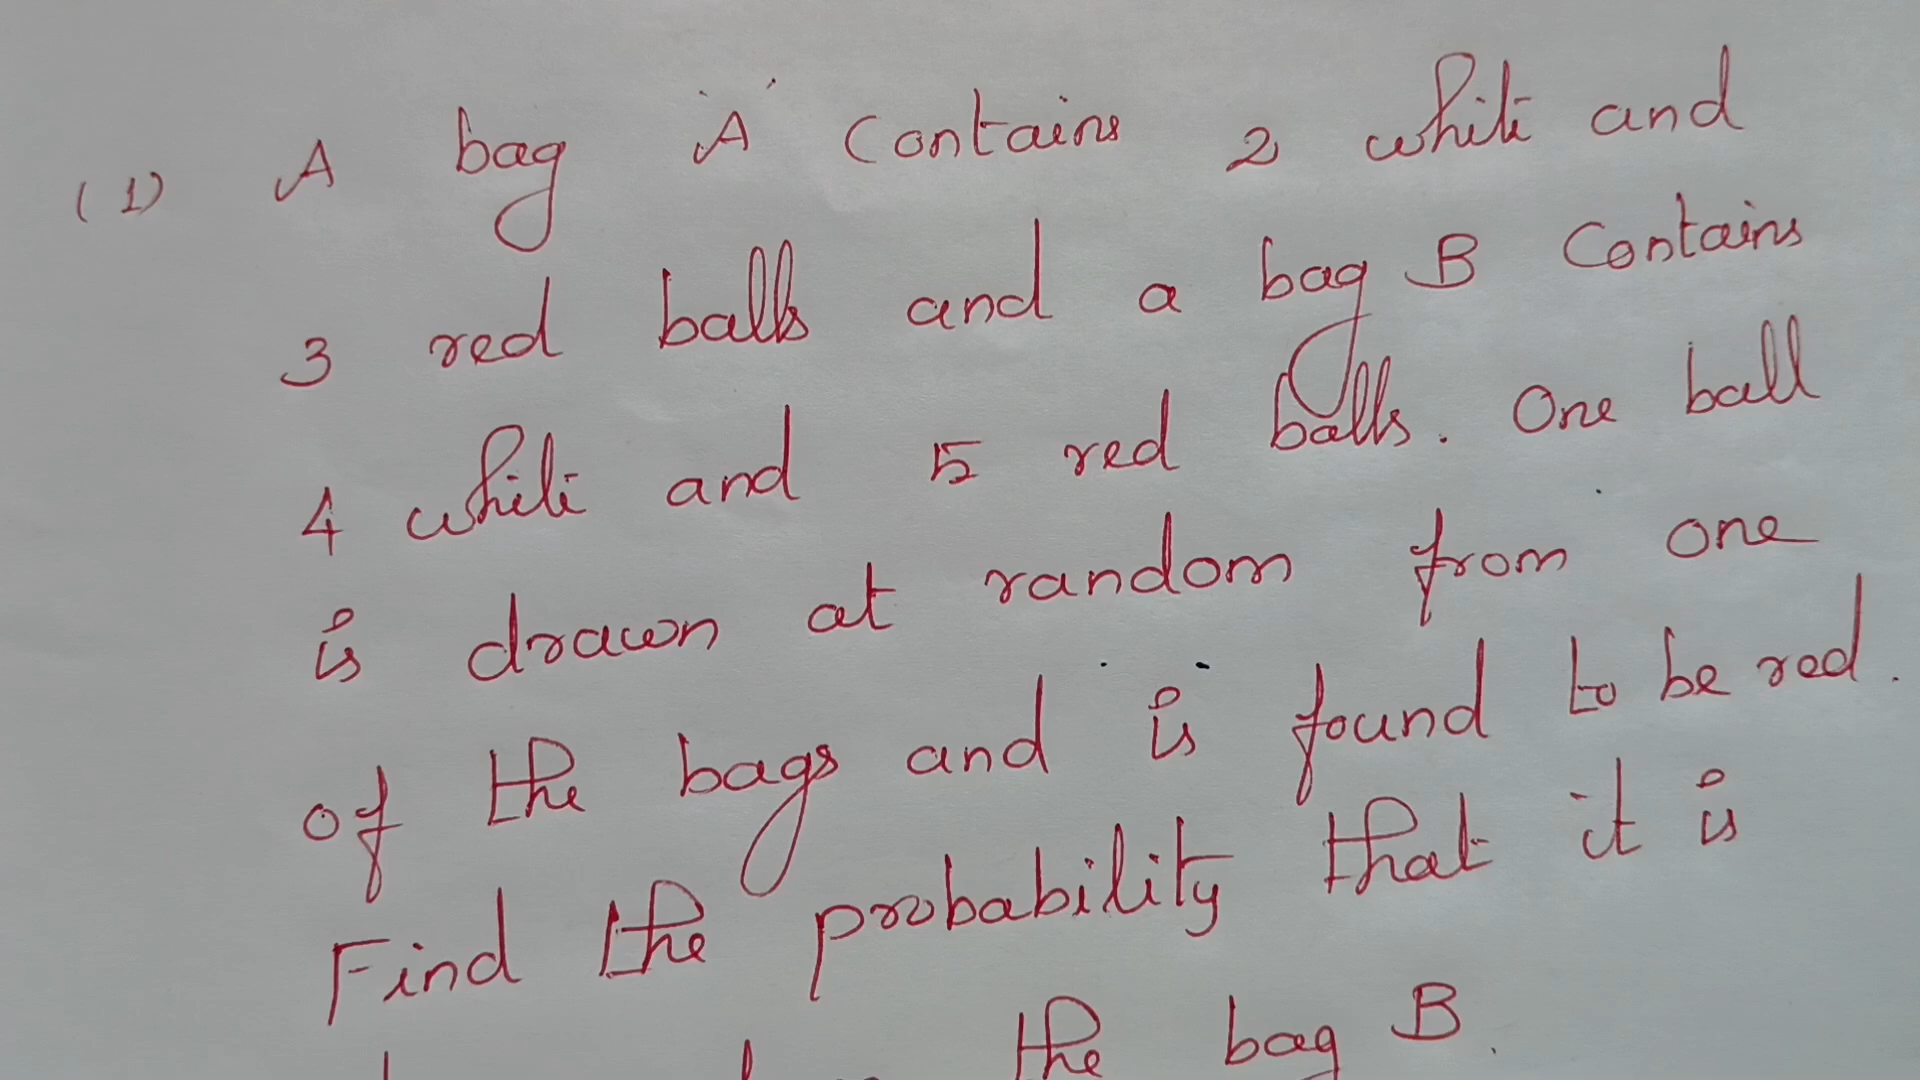 (1) A bag 'A' contains 2 white and
3 red balls and a bag B contains
4 white and 5 red balls. One ball
is drawn at random from one
of the bags and is found to be red.
Find the probability that it is
the bag B.